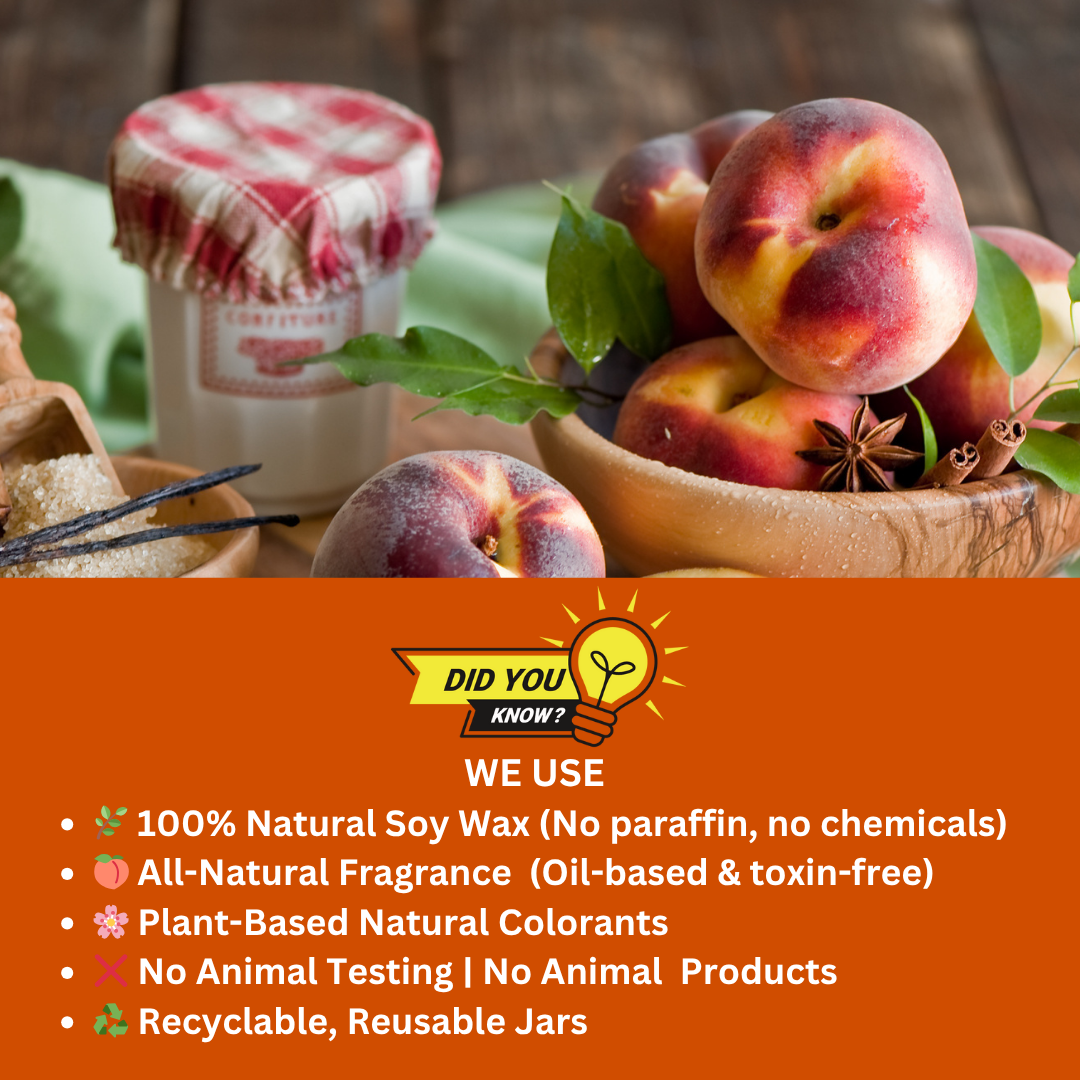 CONFITURE
DID YOU
KNOW?
WE USE
• 🌿 100% Natural Soy Wax (No paraffin, no chemicals)
• 🍑 All-Natural Fragrance  (Oil-based & toxin-free)
• 🌸 Plant-Based Natural Colorants
• ❌ No Animal Testing | No Animal  Products
• ♻️ Recyclable, Reusable Jars